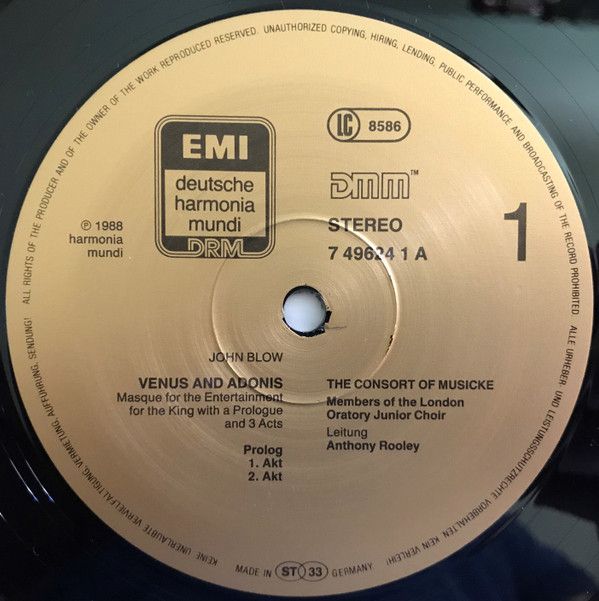 ALL RIGHTS OF THE PRODUCER AND OF THE OWNER OF THE WORK REPRODUCED RESERVED. UNAUTHORIZED COPYING, HIRING, LENDING, PUBLIC PERFORMANCE AND BROADCASTING OF THE RECORD PROHIBITED.
ALLE URHEBER UND LEISTUNGSSCHUTZRECHTE VORBEHALTEN KEIN VERLEIH! KEINE UNERLAUBTE VERVIELFÄLTIGUNG, VERMIETUNG, AUFFÜHRUNG, SENDUNG!
EMI
deutsche
harmonia
mundi
DRM
LC 8586
DMM™
STEREO
7 49624 1 A
1
℗ 1988
harmonia
mundi
JOHN BLOW
VENUS AND ADONIS
Masque for the Entertainment
for the King with a Prologue
and 3 Acts
Prolog
1. Akt
2. Akt
THE CONSORT OF MUSICKE
Members of the London
Oratory Junior Choir
Leitung
Anthony Rooley
MADE IN ST 33 GERMANY